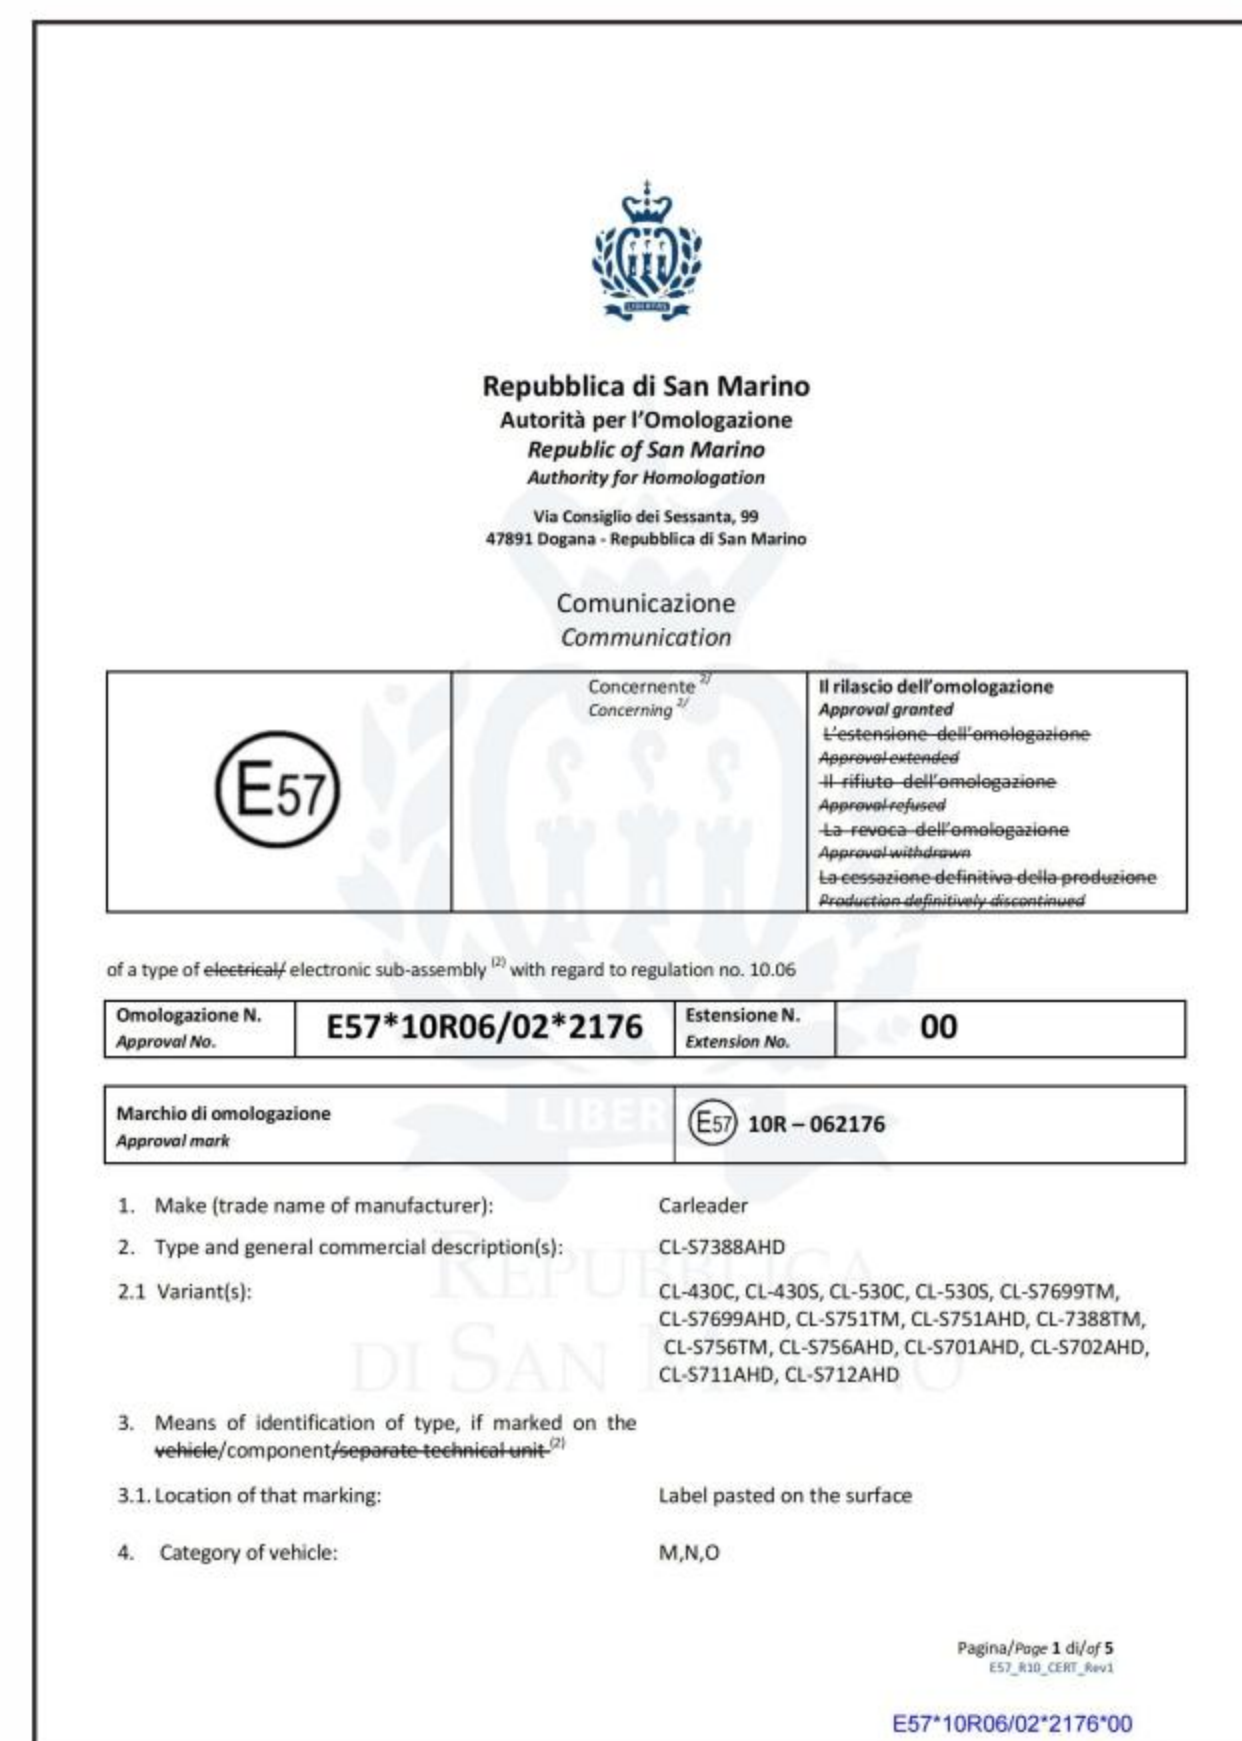 LIBERTAS
Repubblica di San Marino
Autorità per l'Omologazione
Republic of San Marino
Authority for Homologation
Via Consiglio dei Sessanta, 99
47891 Dogana - Repubblica di San Marino
Comunicazione
Communication
E57
Concernente 2/
Concerning 2/
Il rilascio dell'omologazione
Approval granted
L'estensione dell'omologazione
Approval extended
Il rifiuto dell'omologazione
Approval refused
La revoca dell'omologazione
Approval withdrawn
La cessazione definitiva della produzione
Production definitively discontinued
of a type of electrical/ electronic sub-assembly (2) with regard to regulation no. 10.06
Omologazione N.
Approval No.
E57*10R06/02*2176
Estensione N.
Extension No.
00
Marchio di omologazione
Approval mark
E57 10R – 062176
1. Make (trade name of manufacturer): Carleader
2. Type and general commercial description(s): CL-S7388AHD
2.1 Variant(s): CL-430C, CL-430S, CL-530C, CL-530S, CL-S7699TM,
CL-S7699AHD, CL-S751TM, CL-S751AHD, CL-7388TM,
CL-S756TM, CL-S756AHD, CL-S701AHD, CL-S702AHD,
CL-S711AHD, CL-S712AHD
3. Means of identification of type, if marked on the
vehicle/component/separate technical unit (2)
3.1. Location of that marking: Label pasted on the surface
4. Category of vehicle: M,N,O
REPUBBLICA
DI SAN MARINO
Pagina/Page 1 di/of 5
E57_R10_CERT_Rev1
E57*10R06/02*2176*00